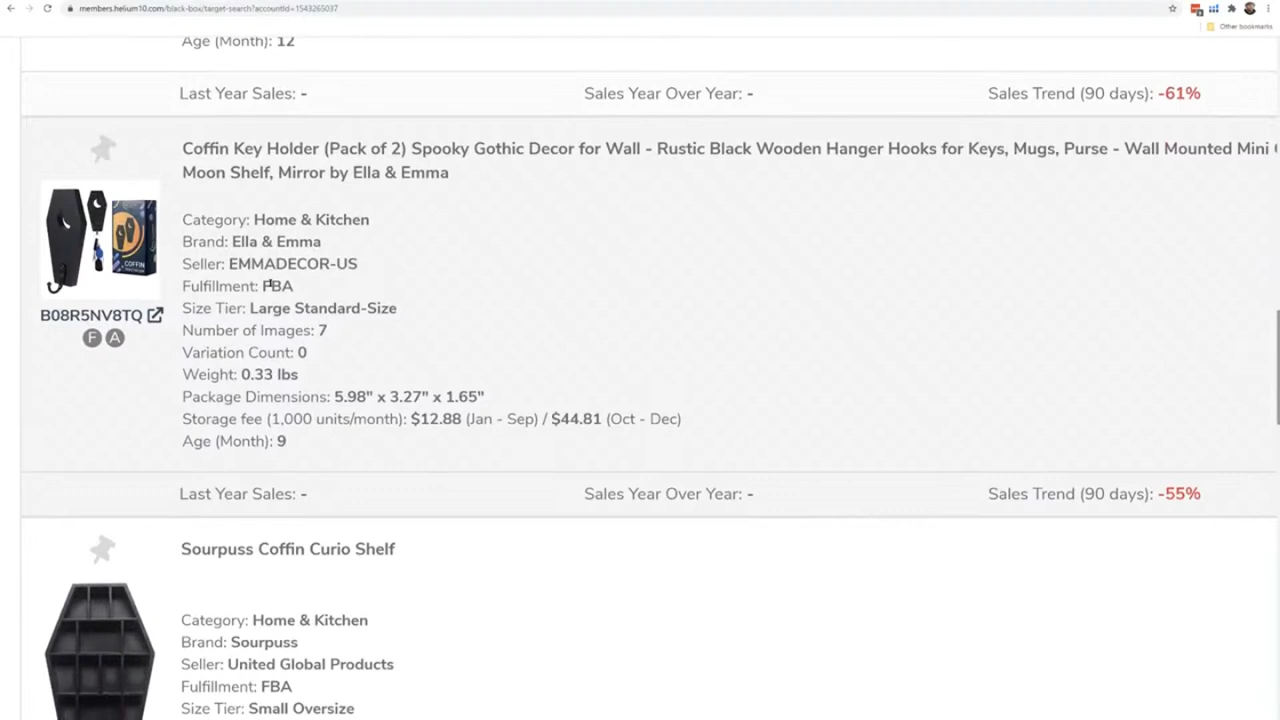 members.helium10.com/black-box/target-search?accountId=1543265037
Other bookmarks
Age (Month): 12
Last Year Sales: - Sales Year Over Year: - Sales Trend (90 days): -61%
Coffin Key Holder (Pack of 2) Spooky Gothic Decor for Wall - Rustic Black Wooden Hanger Hooks for Keys, Mugs, Purse - Wall Mounted Mini
Moon Shelf, Mirror by Ella & Emma
Category: Home & Kitchen
Brand: Ella & Emma
Seller: EMMADECOR-US
Fulfillment: FBA
Size Tier: Large Standard-Size
Number of Images: 7
Variation Count: 0
Weight: 0.33 lbs
Package Dimensions: 5.98" x 3.27" x 1.65"
Storage fee (1,000 units/month): $12.88 (Jan - Sep) / $44.81 (Oct - Dec)
Age (Month): 9
COFFIN
B08R5NV8TQ
F A
Last Year Sales: - Sales Year Over Year: - Sales Trend (90 days): -55%
Sourpuss Coffin Curio Shelf
Category: Home & Kitchen
Brand: Sourpuss
Seller: United Global Products
Fulfillment: FBA
Size Tier: Small Oversize